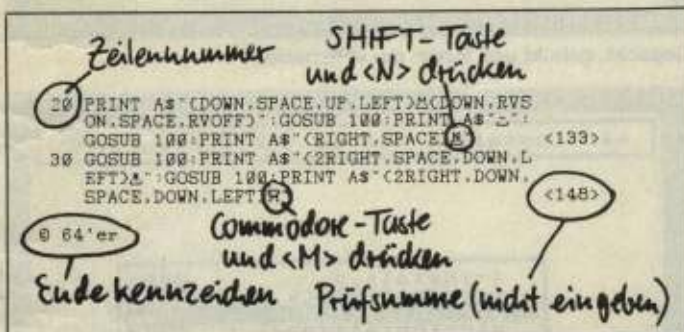 Zeilennummer
SHIFT-Taste
und <N> drücken
20 PRINT A$"(DOWN.SPACE.UP.LEFT)M(DOWN.RVS
ON.SPACE.RVOFF)":GOSUB 100:PRINT A$"":
GOSUB 100:PRINT A$"(RIGHT.SPACE)N" <133>
30 GOSUB 100:PRINT A$"(2RIGHT.SPACE.DOWN.L
EFT)":GOSUB 100:PRINT A$"(2RIGHT.DOWN.
SPACE.DOWN.LEFT)M" <148>
@ 64'er
Commodore-Taste
und <M> drücken
Endekennzeichen
Prüfsumme (nicht eingeben)